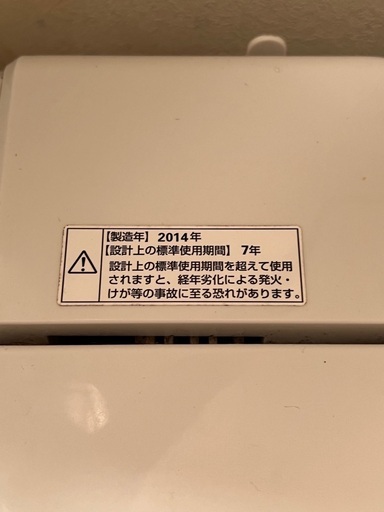 【製造年】 2014年
【設計上の標準使用期間】 7年
設計上の標準使用期間を超えて使用
されますと、経年劣化による発火・
けが等の事故に至る恐れがあります。